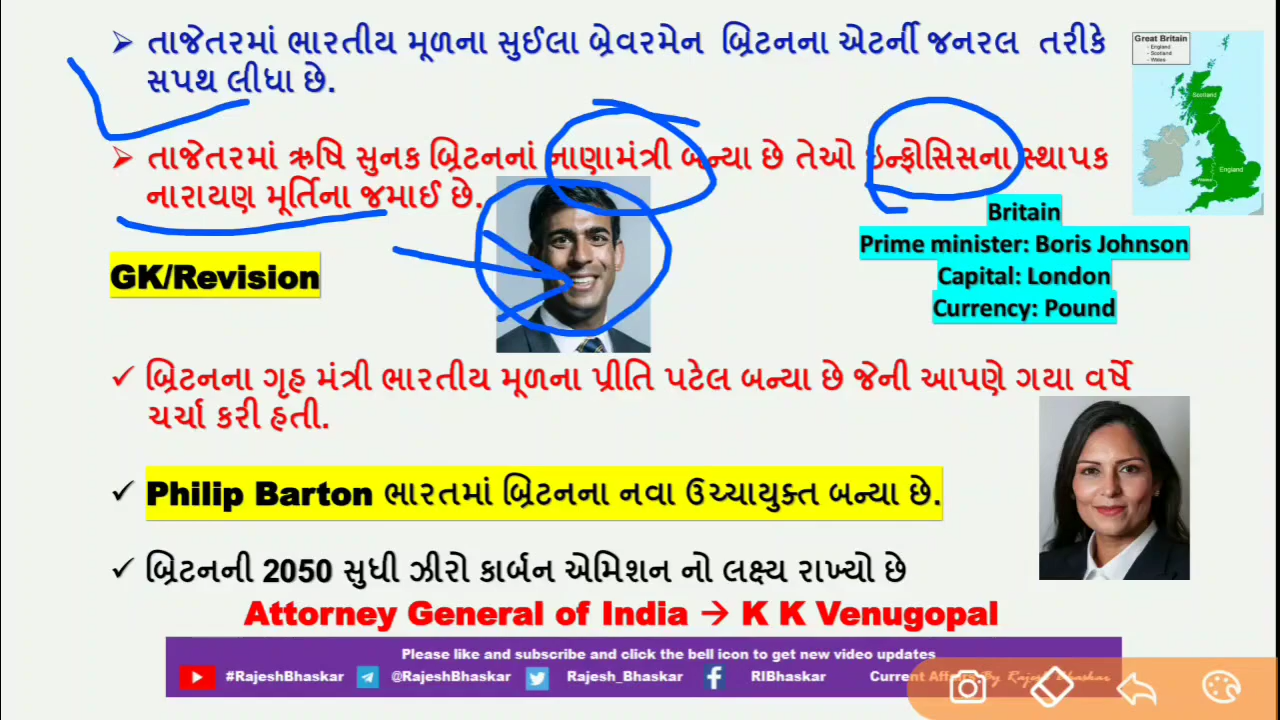 ➢ તાજેતરમાં ભારતીય મૂળના સુઈલા બ્રેવરમેન બ્રિટનના એટર્ની જનરલ તરીકે
સપથ લીધા છે.
Great Britain
- England
- Scotland
- Wales
Scotland
England
➢ તાજેતરમાં ઋષિ સુનક બ્રિટનનાં નાણામંત્રી બન્યા છે તેઓ ઇન્ફોસિસના સ્થાપક
નારાયણ મૂર્તિના જમાઈ છે.
Britain
Prime minister: Boris Johnson
Capital: London
Currency: Pound
GK/Revision
✓ બ્રિટનના ગૃહ મંત્રી ભારતીય મૂળના પ્રીતિ પટેલ બન્યા છે જેની આપણે ગયા વર્ષે
ચર્ચા કરી હતી.
✓ Philip Barton ભારતમાં બ્રિટનના નવા ઉચ્ચાયુક્ત બન્યા છે.
✓ બ્રિટનની 2050 સુધી ઝીરો કાર્બન એમિશન નો લક્ષ્ય રાખ્યો છે
Attorney General of India → K K Venugopal
Please like and subscribe and click the bell icon to get new video updates
#RajeshBhaskar @RajeshBhaskar Rajesh_Bhaskar RIBhaskar Current Affairs By Rajesh Bhaskar